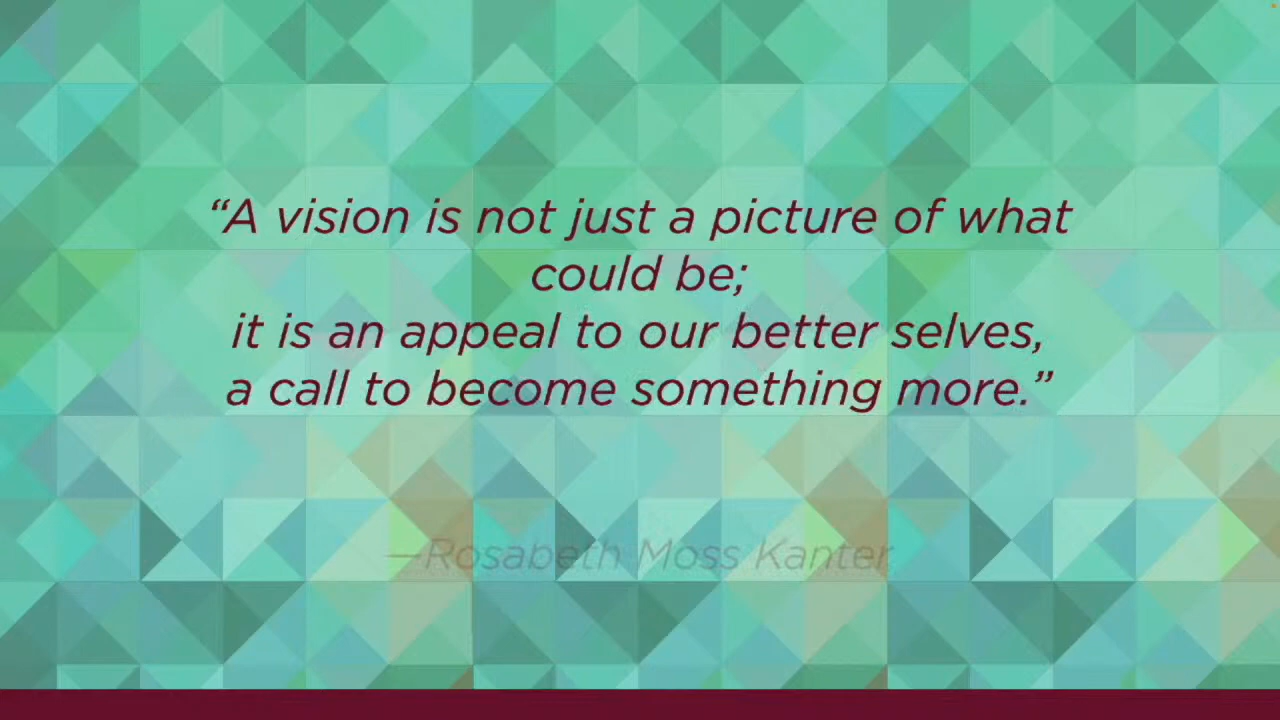 “A vision is not just a picture of what
could be;
it is an appeal to our better selves,
a call to become something more.”
—Rosabeth Moss Kanter